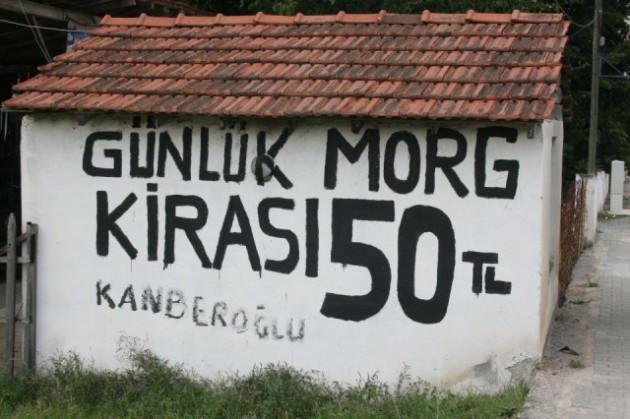 GÜNLÜK MORG
KİRASI 50 TL
KANBEROĞLU